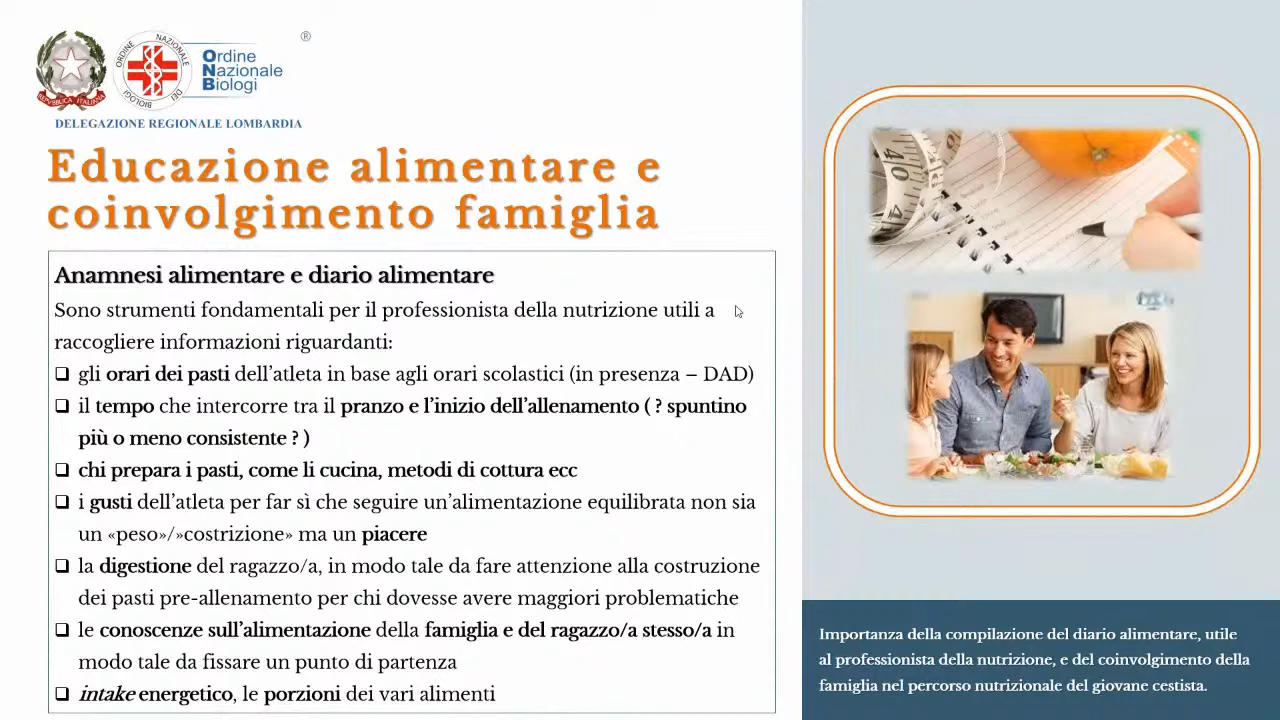 ®
REPVBBLICA ITALIANA
ORDINE NAZIONALE DEI BIOLOGI
Ordine
Nazionale
Biologi
DELEGAZIONE REGIONALE LOMBARDIA
Educazione alimentare e
coinvolgimento famiglia
Anamnesi alimentare e diario alimentare
Sono strumenti fondamentali per il professionista della nutrizione utili a
raccogliere informazioni riguardanti:
gli orari dei pasti dell’atleta in base agli orari scolastici (in presenza – DAD)
il tempo che intercorre tra il pranzo e l’inizio dell’allenamento ( ? spuntino
più o meno consistente ? )
chi prepara i pasti, come li cucina, metodi di cottura ecc
i gusti dell’atleta per far sì che seguire un’alimentazione equilibrata non sia
un «peso»/»costrizione» ma un piacere
la digestione del ragazzo/a, in modo tale da fare attenzione alla costruzione
dei pasti pre-allenamento per chi dovesse avere maggiori problematiche
le conoscenze sull’alimentazione della famiglia e del ragazzo/a stesso/a in
modo tale da fissare un punto di partenza
intake energetico, le porzioni dei vari alimenti
Importanza della compilazione del diario alimentare, utile
al professionista della nutrizione, e del coinvolgimento della
famiglia nel percorso nutrizionale del giovane cestista.